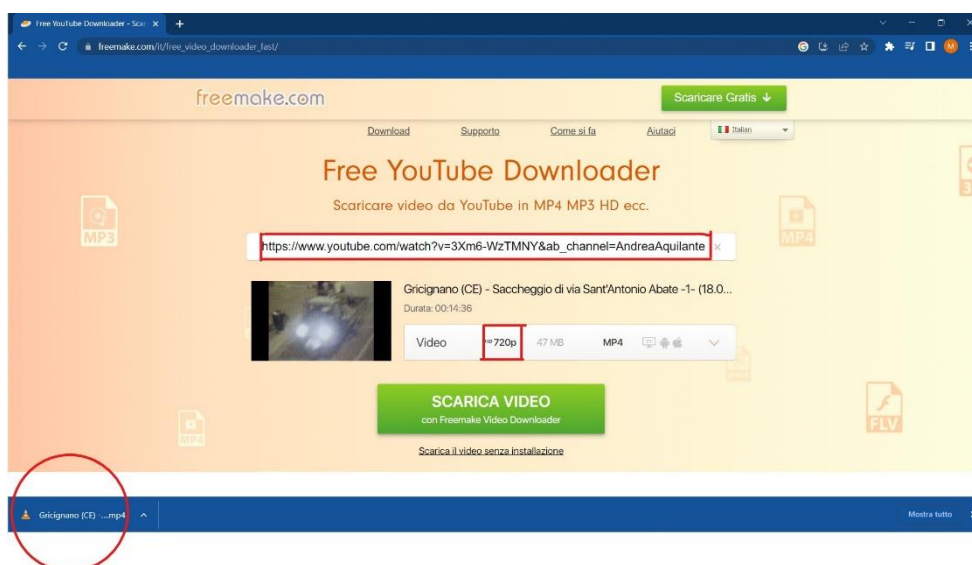 Free YouTube Downloader - Scar
freemake.com/it/free_video_downloader_fast/
M
freemake.com
Scaricare Gratis
Download Supporto Come si fa Aiutaci Italian
Free YouTube Downloader
Scaricare video da YouTube in MP4 MP3 HD ecc.
MP3
MP4
https://www.youtube.com/watch?v=3Xm6-WzTMNY&ab_channel=AndreaAquilante
Gricignano (CE) - Saccheggio di via Sant'Antonio Abate -1- (18.0...
Durata: 00:14:36
Video HD 720p 47 MB MP4
SCARICA VIDEO
con Freemake Video Downloader
FLV
MP4
Scarica il video senza installazione
Gricignano (CE) -....mp4
Mostra tutto